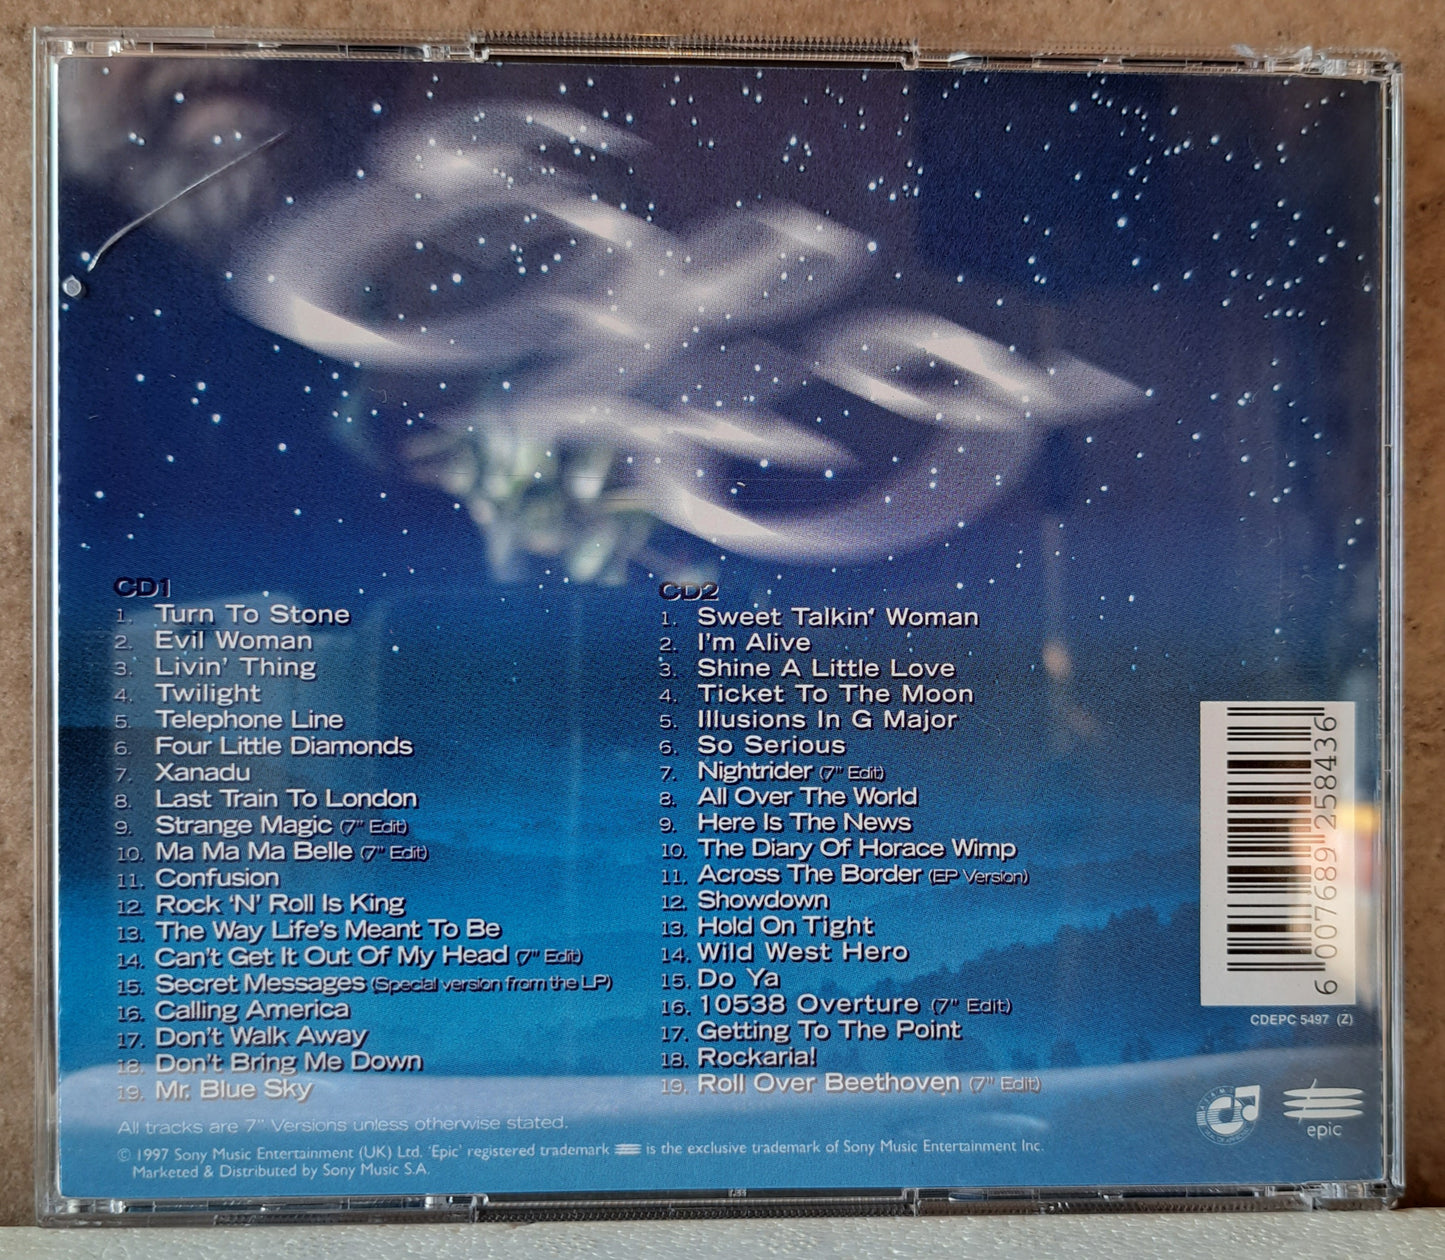 CD1
1. Turn To Stone
2. Evil Woman
3. Livin' Thing
4. Twilight
5. Telephone Line
6. Four Little Diamonds
7. Xanadu
8. Last Train To London
9. Strange Magic (7" Edit)
10. Ma Ma Ma Belle (7" Edit)
11. Confusion
12. Rock 'N' Roll Is King
13. The Way Life's Meant To Be
14. Can't Get It Out Of My Head (7" Edit)
15. Secret Messages (Special version from the LP)
16. Calling America
17. Don't Walk Away
18. Don't Bring Me Down
19. Mr. Blue Sky
CD2
1. Sweet Talkin' Woman
2. I'm Alive
3. Shine A Little Love
4. Ticket To The Moon
5. Illusions In G Major
6. So Serious
7. Nightrider (7" Edit)
8. All Over The World
9. Here Is The News
10. The Diary Of Horace Wimp
11. Across The Border (EP Version)
12. Showdown
13. Hold On Tight
14. Wild West Hero
15. Do Ya
16. 10538 Overture (7" Edit)
17. Getting To The Point
18. Rockaria!
19. Roll Over Beethoven (7" Edit)
6 007689 258436
CDEPC 5497 (Z)
epic
All tracks are 7" Versions unless otherwise stated.
© 1997 Sony Music Entertainment (UK) Ltd. 'Epic' registered trademark is the exclusive trademark of Sony Music Entertainment Inc.
Marketed & Distributed by Sony Music S.A.